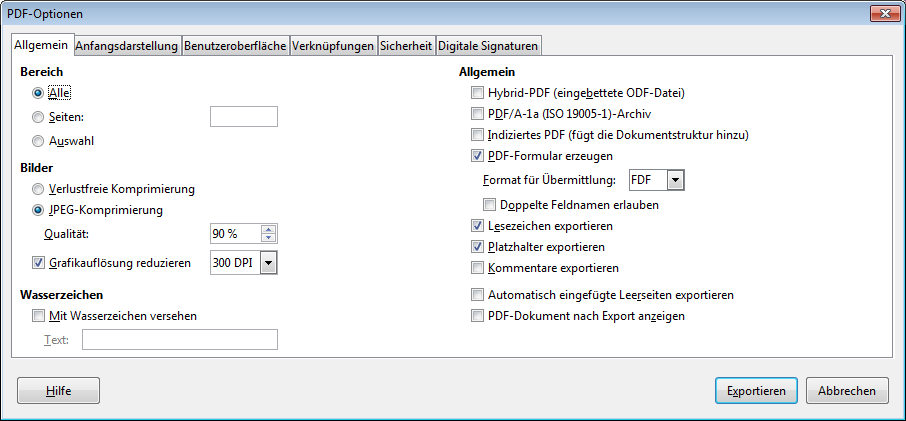 PDF-Optionen
Allgemein Anfangsdarstellung Benutzeroberfläche Verknüpfungen Sicherheit Digitale Signaturen
Bereich
Alle
Seiten:
Auswahl
Bilder
Verlustfreie Komprimierung
JPEG-Komprimierung
Qualität: 90 %
Grafikauflösung reduzieren 300 DPI
Wasserzeichen
Mit Wasserzeichen versehen
Text:
Allgemein
Hybrid-PDF (eingebettete ODF-Datei)
PDF/A-1a (ISO 19005-1)-Archiv
Indiziertes PDF (fügt die Dokumentstruktur hinzu)
PDF-Formular erzeugen
Format für Übermittlung: FDF
Doppelte Feldnamen erlauben
Lesezeichen exportieren
Platzhalter exportieren
Kommentare exportieren
Automatisch eingefügte Leerseiten exportieren
PDF-Dokument nach Export anzeigen
Hilfe Exportieren Abbrechen